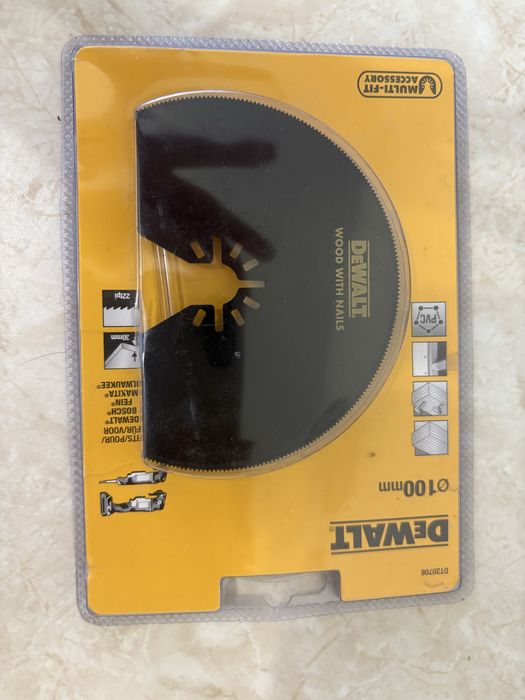 DT20708
DEWALT®
Ø100mm
PVC
DEWALT
WOOD WITH NAILS
FITS/POUR/
FÜR/VOOR
DEWALT®
BOSCH®
FEIN®
MAKITA®
MILWAUKEE®
30mm
22tpi
MULTI-FIT
ACCESSORY